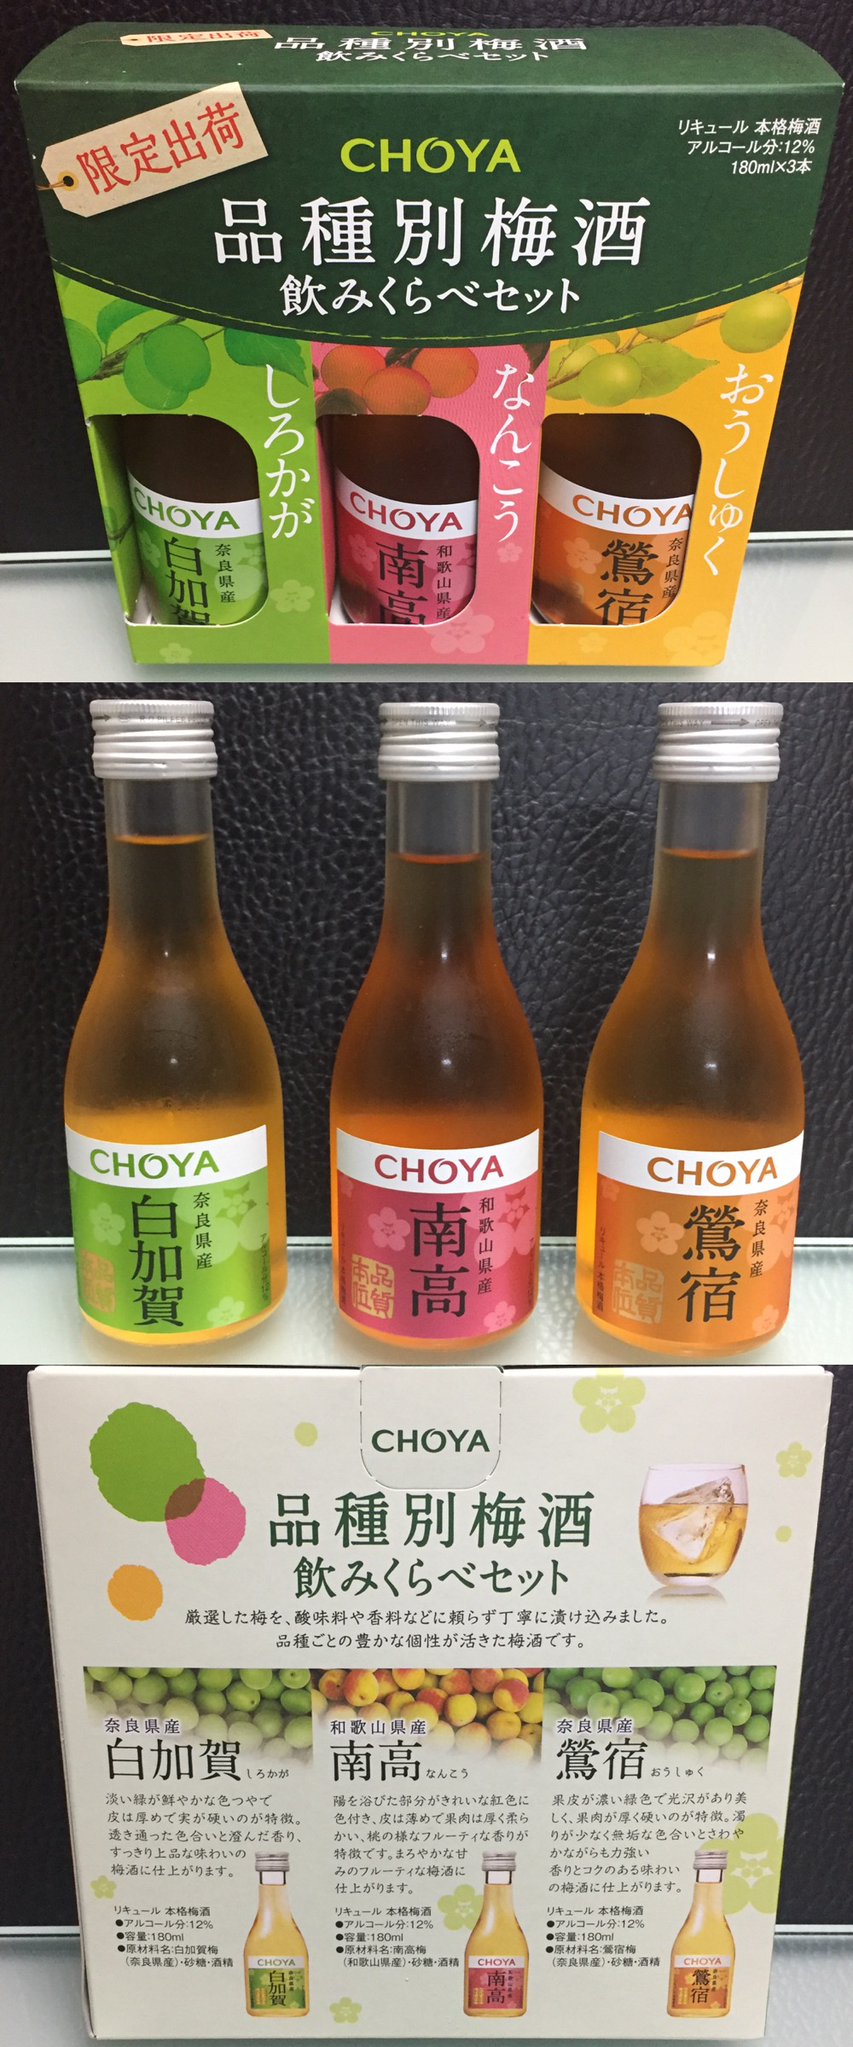 限定出荷
CHOYA
品種別梅酒
飲みくらべセット
限定出荷
CHOYA
リキュール 本格梅酒
アルコール分:12%
180ml×3本
品種別梅酒
飲みくらべセット
しろかが
なんこう
おうしゅく
CHOYA
奈良県産
白加賀
CHOYA
和歌山県産
南高
CHOYA
奈良県産
鶯宿
CHOYA
奈良県産
白加賀
CHOYA
和歌山県産
南高
リキュール 本格梅酒
品質本位
CHOYA
奈良県産
鶯宿
リキュール 本格梅酒
品質本位
CHOYA
品種別梅酒
飲みくらべセット
厳選した梅を、酸味料や香料などに頼らず丁寧に漬け込みました。
品種ごとの豊かな個性が活きた梅酒です。
奈良県産
白加賀 しろかが
淡い緑が鮮やかな色つやで
皮は厚めで実が硬いのが特徴。
透き通った色合いと澄んだ香り、
すっきり上品な味わいの
梅酒に仕上がります。
リキュール 本格梅酒
●アルコール分:12%
●容量:180ml
●原材料名:白加賀梅
(奈良県産)・砂糖・酒精
CHOYA
白加賀
和歌山県産
南高 なんこう
陽を浴びた部分がきれいな紅色に
色付き、皮は薄めで果肉は厚く柔ら
かい、桃の様なフルーティな香りが
特徴です。まろやかな甘
みのフルーティな梅酒に
仕上がります。
リキュール 本格梅酒
●アルコール分:12%
●容量:180ml
●原材料名:南高梅
(和歌山県産)・砂糖・酒精
CHOYA
南高
奈良県産
鶯宿 おうしゅく
果皮が濃い緑色で光沢があり美
しく、果肉が厚く硬いのが特徴。濁
りが少なく無垢な色合いとさわや
かながらも力強い
香りとコクのある味わい
の梅酒に仕上がります。
リキュール 本格梅酒
●アルコール分:12%
●容量:180ml
●原材料名:鶯宿梅
(奈良県産)・砂糖・酒精
CHOYA
鶯宿